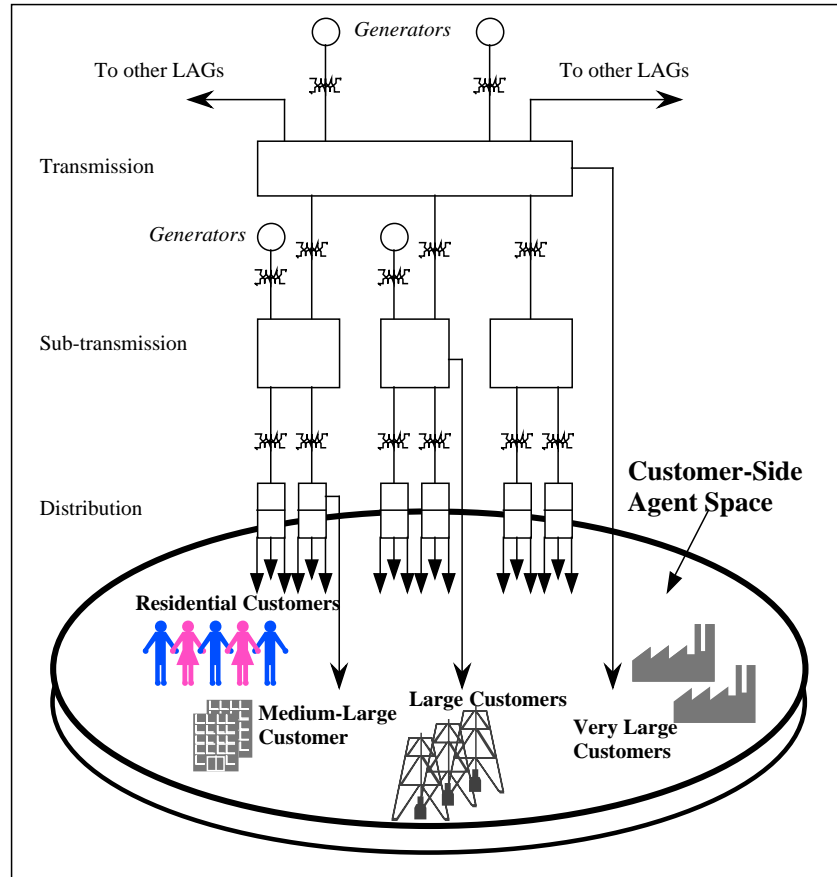 Generators
To other LAGs
To other LAGs
Transmission
Generators
Sub-transmission
Customer-Side
Agent Space
Distribution
Residential Customers
Medium-Large
Customer
Large Customers
Very Large
Customers